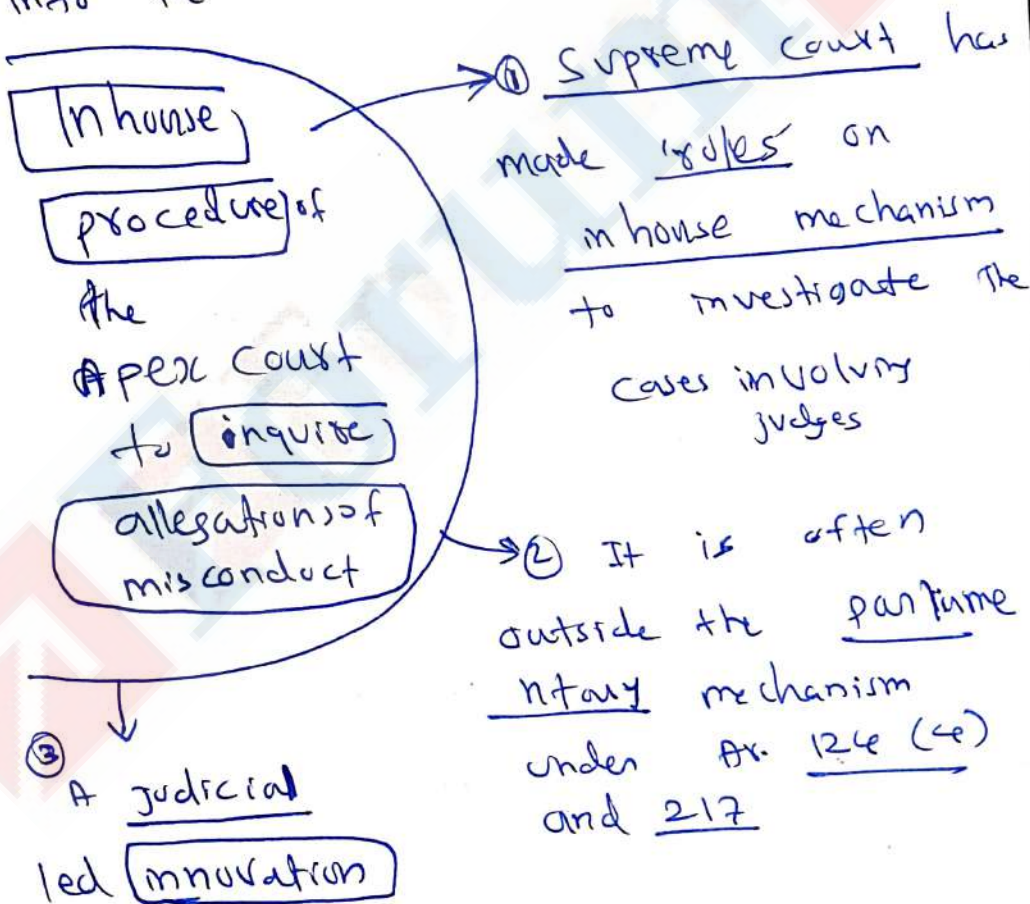 Inhouse
procedure of
the
Apex Court
to inquire
allegations of
misconduct
① Supreme Court has
made rules on
inhouse mechanism
to investigate The
Cases involving
judges
② It is often
outside the parliame
ntary mechanism
under Ar. 124 (4)
and 217
③
A judicial
led innovation